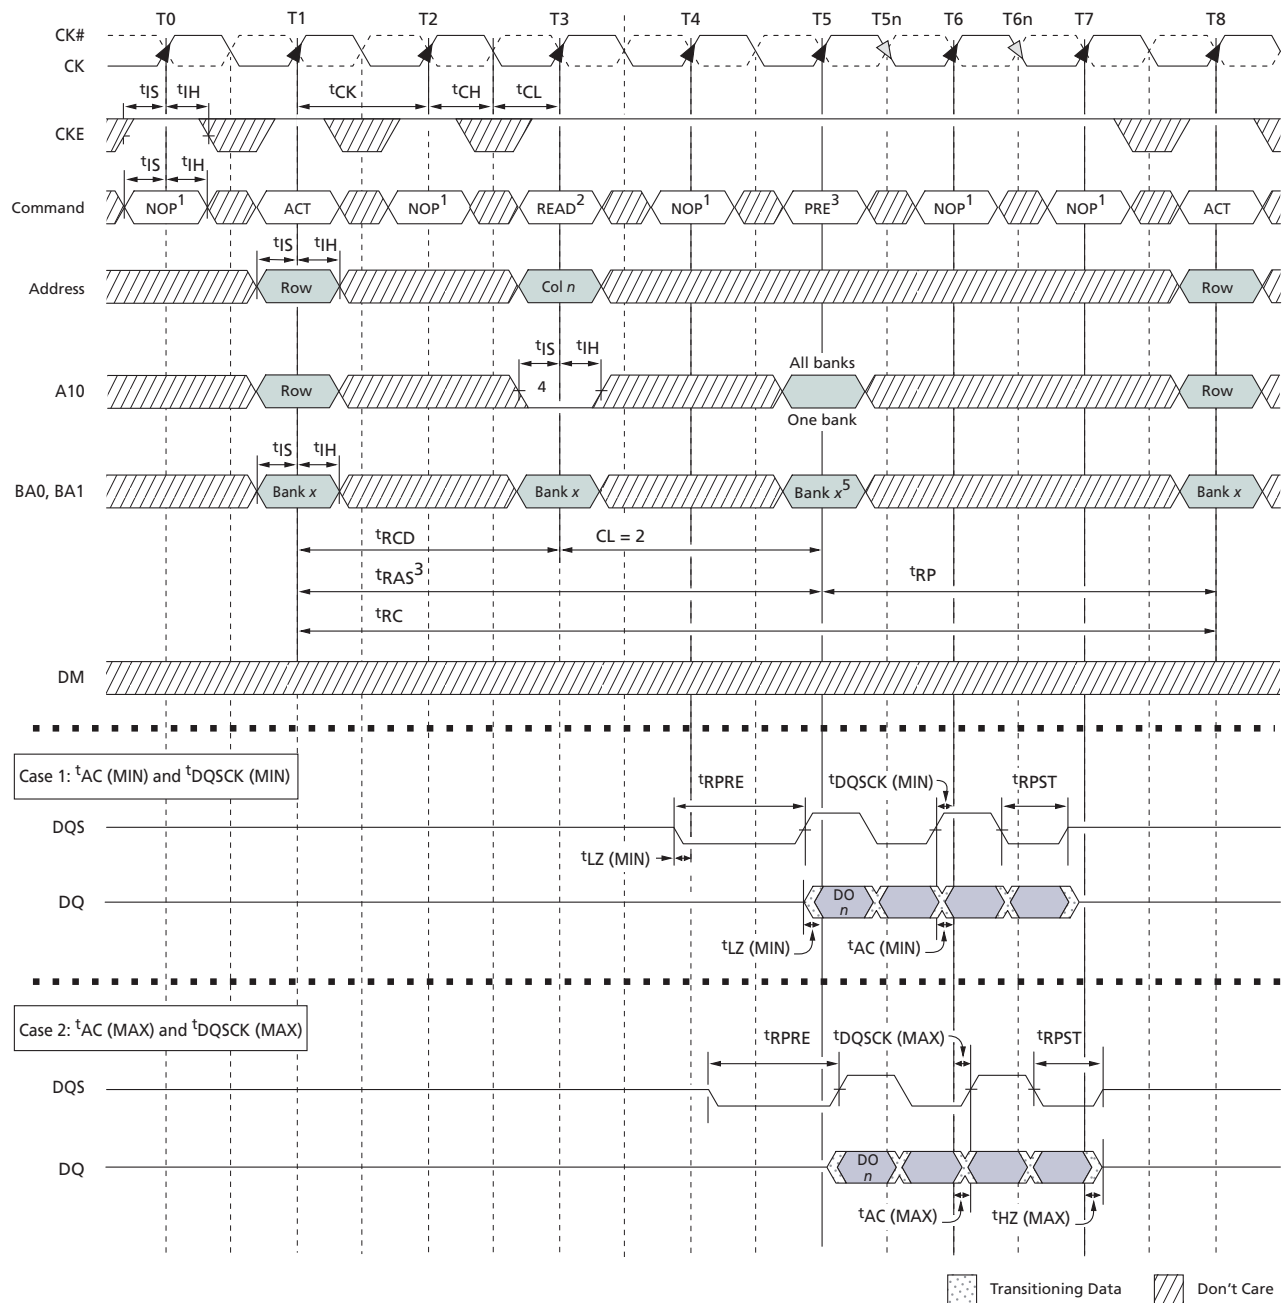 T0 T1 T2 T3 T4 T5 T5n T6 T6n T7 T8
CK#
CK
tIS tIH tCK tCH tCL
CKE
tIS tIH
Command NOP1 ACT NOP1 READ2 NOP1 PRE3 NOP1 NOP1 ACT
tIS tIH
Address Row Col n Row
tIS tIH All banks
A10 Row 4 Row
One bank
tIS tIH
BA0, BA1 Bank x Bank x Bank x5 Bank x
tRCD CL = 2
tRAS3 tRP
tRC
DM
Case 1: tAC (MIN) and tDQSCK (MIN)
tRPRE tDQSCK (MIN) tRPST
DQS
tLZ (MIN)
DQ DO n
tLZ (MIN) tAC (MIN)
Case 2: tAC (MAX) and tDQSCK (MAX)
tRPRE tDQSCK (MAX) tRPST
DQS
DQ DO n
tAC (MAX) tHZ (MAX)
Transitioning Data Don't Care